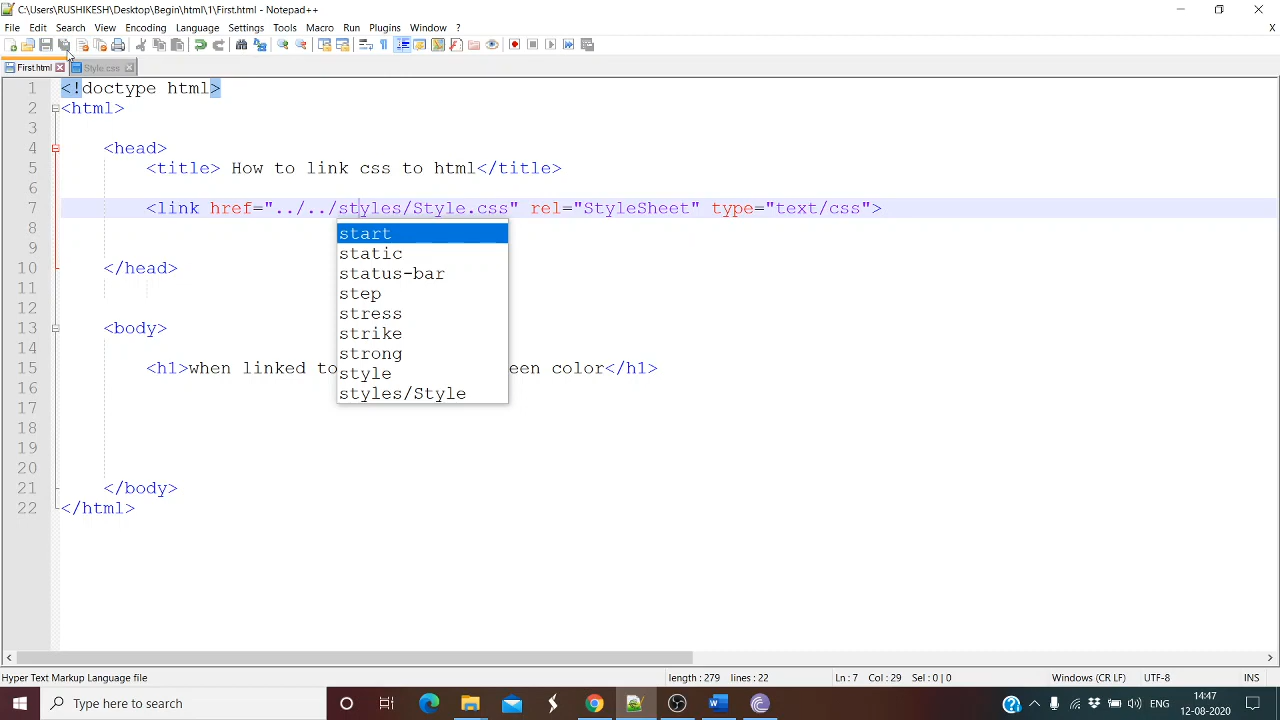 C:\Users\RUSHIKESH\Desktop\Begin\html\1\First.html - Notepad++
File Edit Search View Encoding Language Settings Tools Macro Run Plugins Window ? X
First.html Style.css
1 <!doctype html>
2 <html>
3
4 <head>
5 <title> How to link css to html</title>
6
7 <link href="../../styles/Style.css" rel="StyleSheet" type="text/css">
8 start
9 static
10 </head> status-bar
11 step
12 stress
13 <body> strike
14 strong
15 <h1>when linked to een color</h1>
style
16 styles/Style
17
18
19
20
21 </body>
22 </html>
Hyper Text Markup Language file length : 279 lines : 22 Ln : 7 Col : 29 Sel : 0 | 0 Windows (CR LF) UTF-8 INS
Type here to search ENG 14:47
12-08-2020